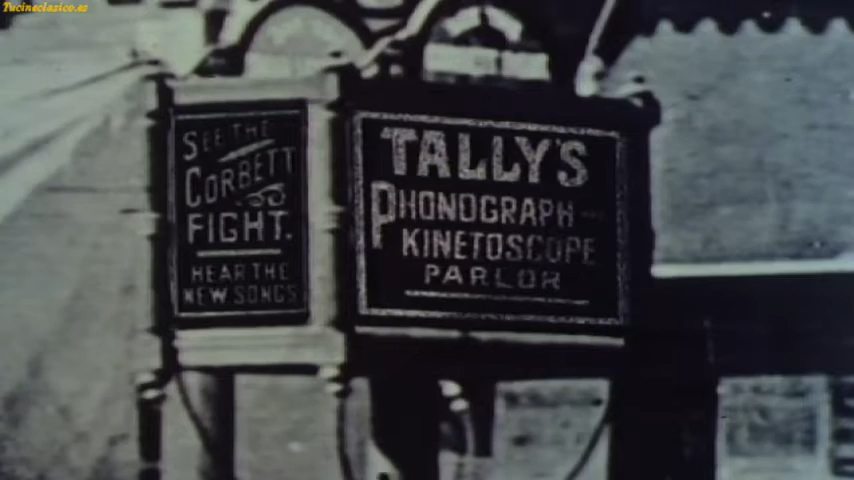 Tucineclasico.es
SEE THE
CORBETT
FIGHT.
HEAR THE
NEW SONGS
TALLY'S
PHONOGRAPH
KINETOSCOPE
PARLOR